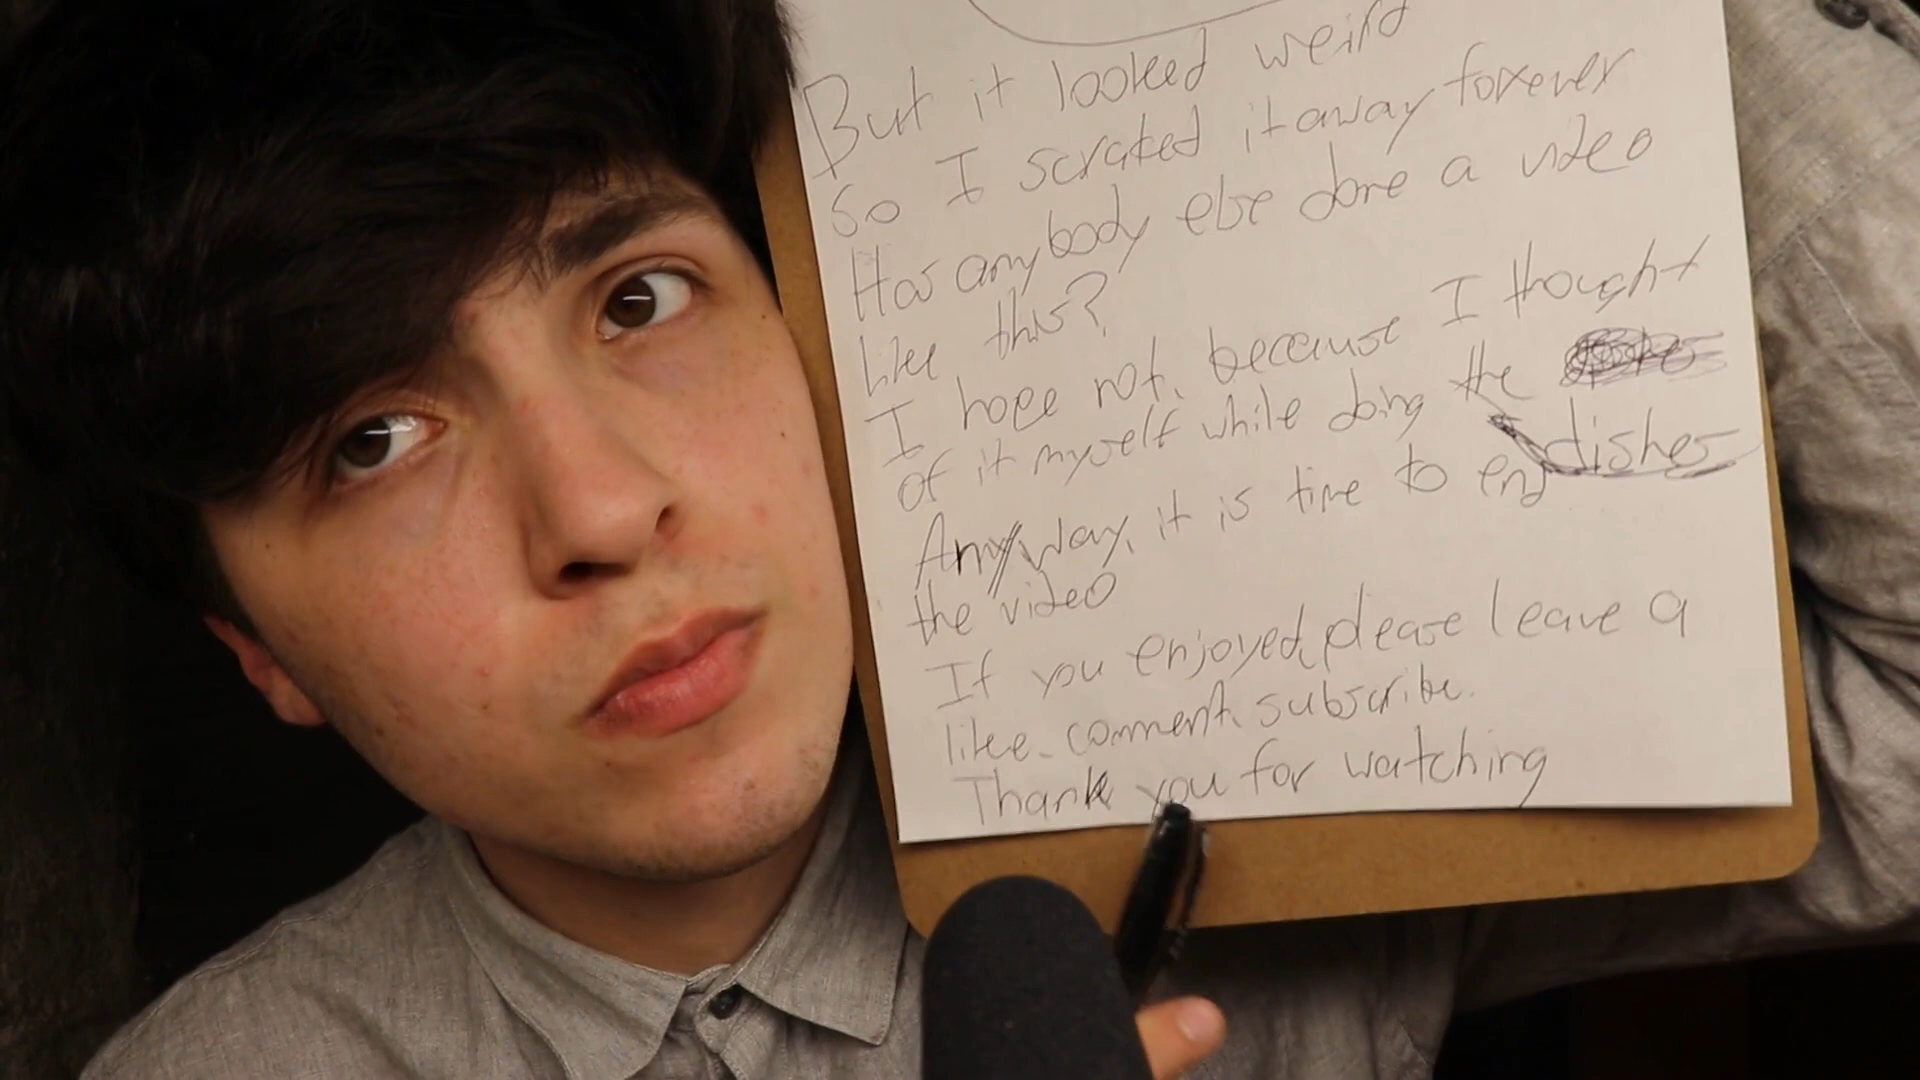 But it looked weird
So I scrated it away forever
Has anybody else done a video
like this?
I hope not, because I thought
of it myself while doing the
dishes
Anyway, it is time to end
the video
If you enjoyed, please leave a
like, comment, subscribe.
Thank you for watching